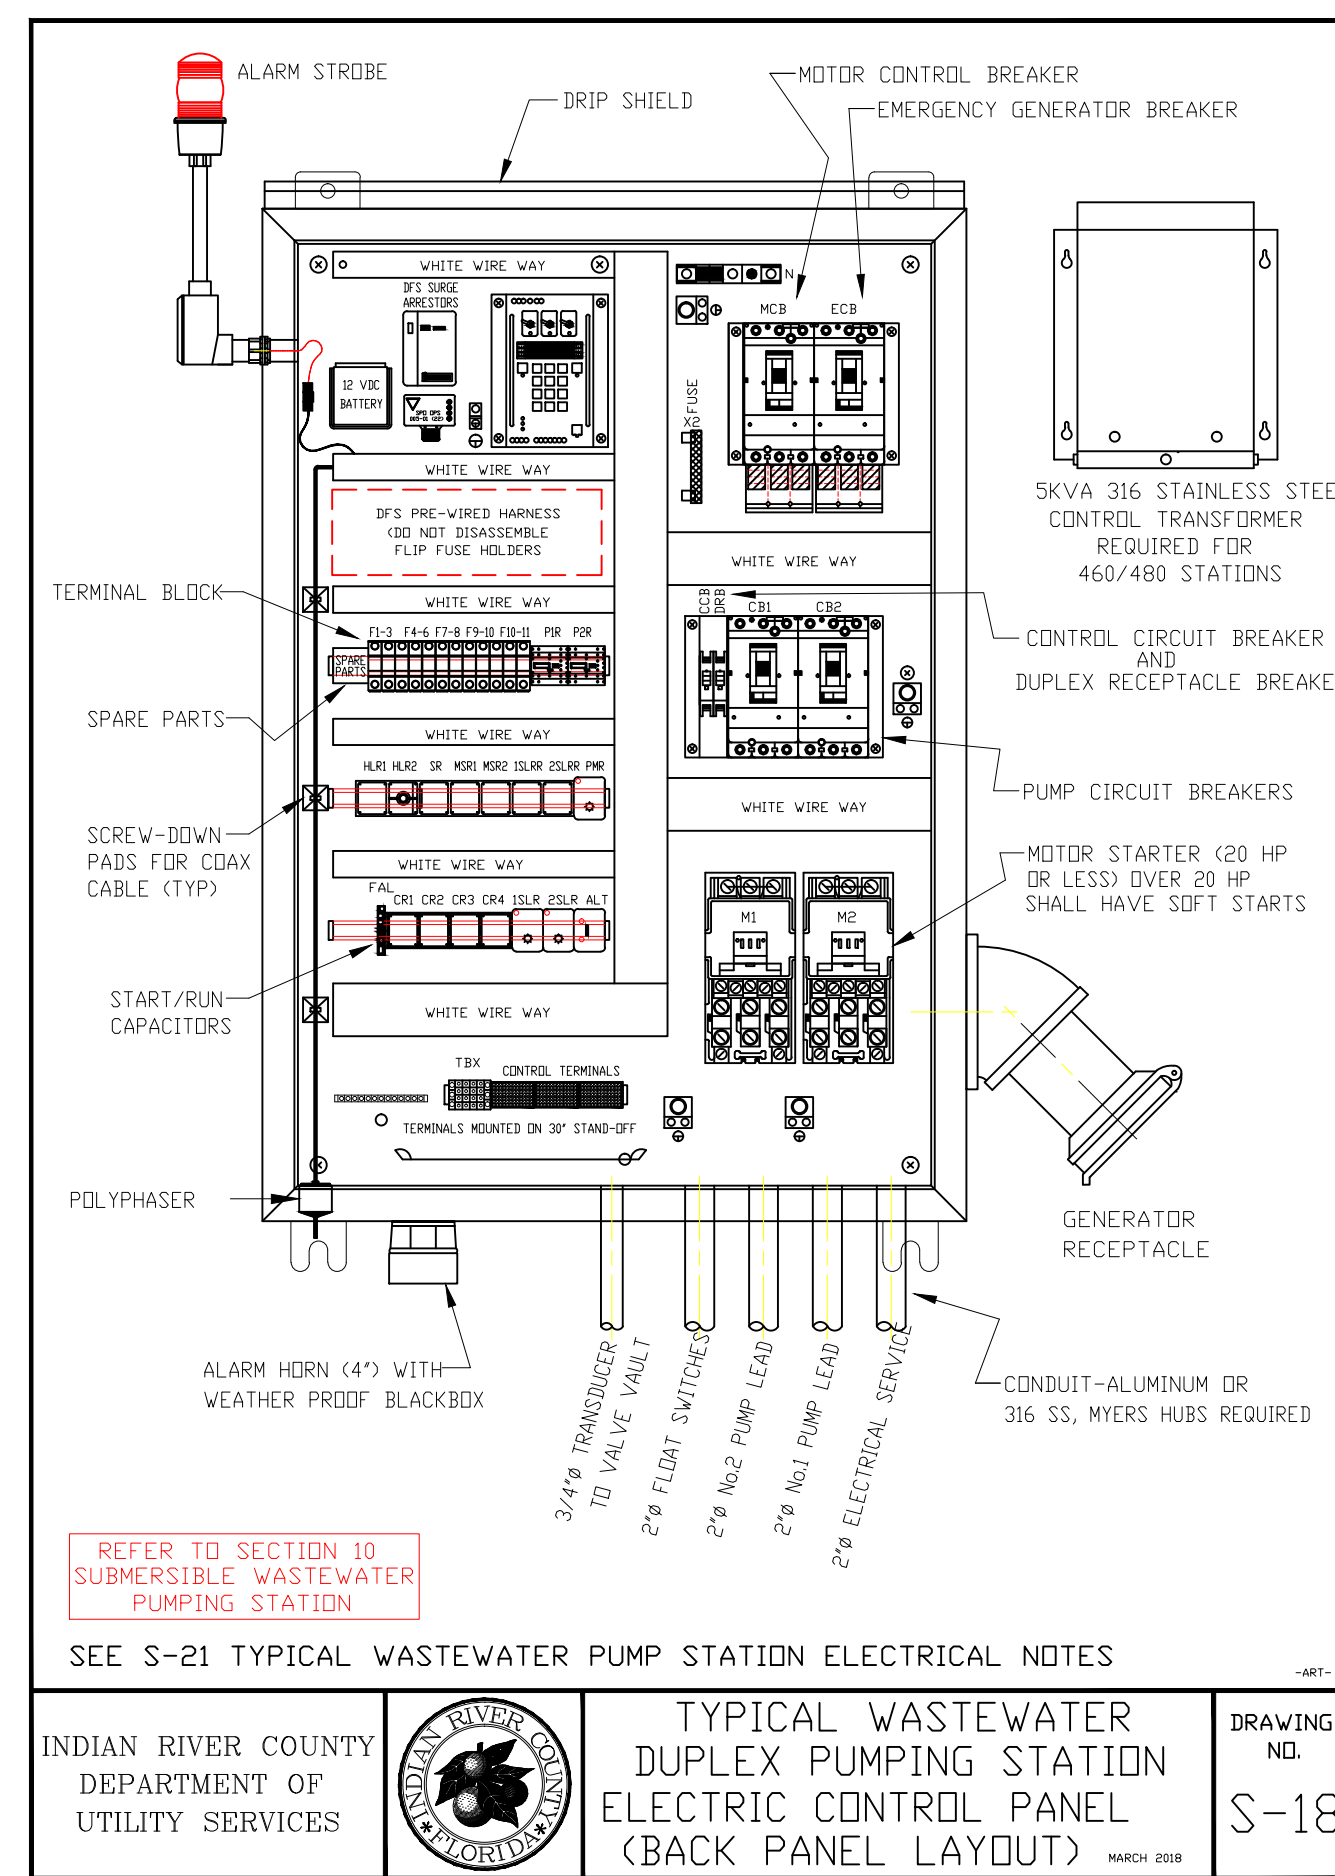 ALARM STROBE
DRIP SHIELD
MOTOR CONTROL BREAKER
EMERGENCY GENERATOR BREAKER
WHITE WIRE WAY
DFS SURGE
ARRESTORS
12 VDC
BATTERY
SPD DPS
N
MCB ECB
X2 FUSE
WHITE WIRE WAY
DFS PRE-WIRED HARNESS
(DO NOT DISASSEMBLE
FLIP FUSE HOLDERS
5KVA 316 STAINLESS STEE
CONTROL TRANSFORMER
REQUIRED FOR
460/480 STATIONS
WHITE WIRE WAY
TERMINAL BLOCK
WHITE WIRE WAY
CCB
DRB
CB1 CB2
F1-3 F4-6 F7-8 F9-10 F10-11 P1R P2R
SPARE
PARTS
CONTROL CIRCUIT BREAKER
AND
DUPLEX RECEPTACLE BREAKE
SPARE PARTS
WHITE WIRE WAY
HLR1 HLR2 SR MSR1 MSR2 1SLRR 2SLRR PMR
PUMP CIRCUIT BREAKERS
WHITE WIRE WAY
SCREW-DOWN
PADS FOR COAX
CABLE (TYP)
WHITE WIRE WAY
MOTOR STARTER (20 HP
OR LESS) OVER 20 HP
SHALL HAVE SOFT STARTS
FAL
CR1 CR2 CR3 CR4 1SLR 2SLR ALT
M1 M2
START/RUN
CAPACITORS
WHITE WIRE WAY
TBX
CONTROL TERMINALS
TERMINALS MOUNTED ON 30" STAND-OFF
POLYPHASER
GENERATOR
RECEPTACLE
ALARM HORN (4") WITH
WEATHER PROOF BLACKBOX
3/4"Ø TRANSDUCER
TO VALVE VAULT
2"Ø FLOAT SWITCHES
2"Ø No.2 PUMP LEAD
2"Ø No.1 PUMP LEAD
2"Ø ELECTRICAL SERVICE
CONDUIT-ALUMINUM OR
316 SS, MYERS HUBS REQUIRED
REFER TO SECTION 10
SUBMERSIBLE WASTEWATER
PUMPING STATION
SEE S-21 TYPICAL WASTEWATER PUMP STATION ELECTRICAL NOTES
-ART-
INDIAN RIVER COUNTY
DEPARTMENT OF
UTILITY SERVICES
INDIAN RIVER COUNTY
*FLORIDA*
TYPICAL WASTEWATER
DUPLEX PUMPING STATION
ELECTRIC CONTROL PANEL
(BACK PANEL LAYOUT)
MARCH 2018
DRAWING
NO.
S-18